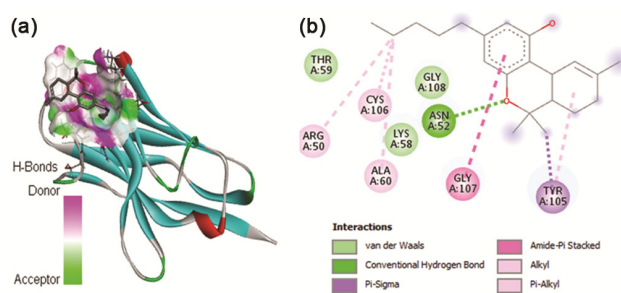 (a)
H-Bonds
Donor
Acceptor
(b)
THR
A:59
GLY
A:108
CYS
A:106
ASN
A:52
ARG
A:50
LYS
A:58
ALA
A:60
GLY
A:107
TYR
A:105
O
O
Interactions
van der Waals
Conventional Hydrogen Bond
Pi-Sigma
Amide-Pi Stacked
Alkyl
Pi-Alkyl